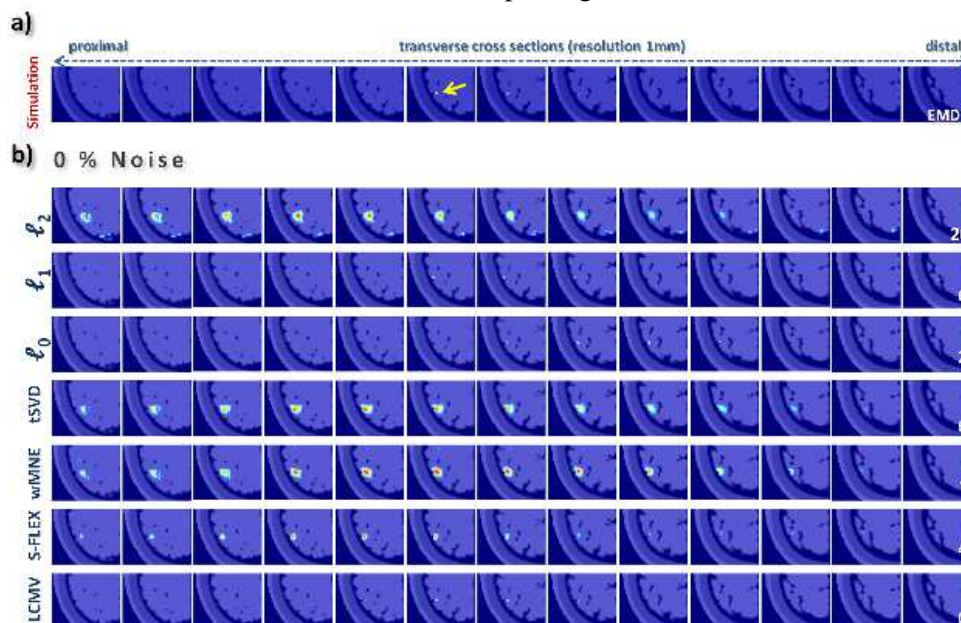 a)
proximal transverse cross sections (resolution 1mm) distal
Simulation
EMD
b) 0 % Noise
ℓ2
2
ℓ1
ℓ0
tSVD
wMNE
S-FLEX
LCMV